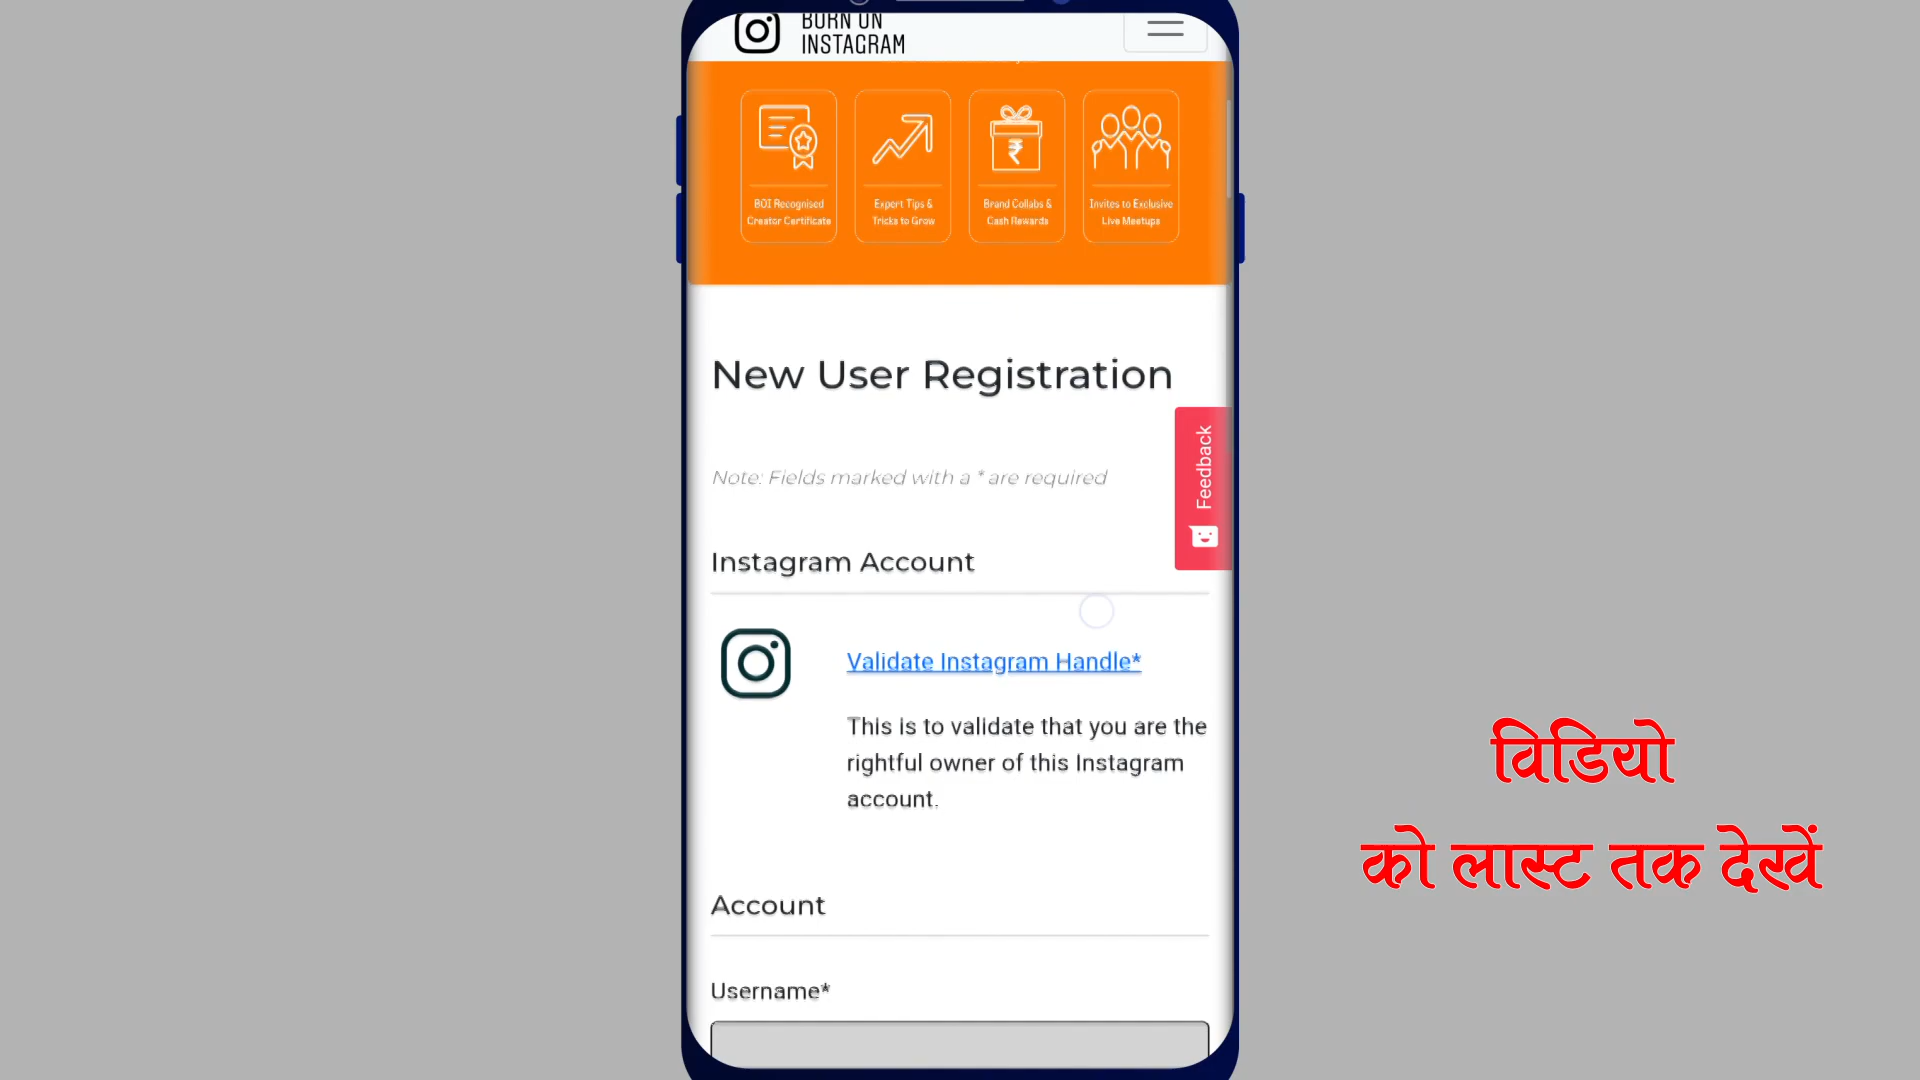 BORN ON
INSTAGRAM
BOI Recognised
Creator Certificate
Expert Tips &
Tricks to Grow
Brand Collabs &
Cash Rewards
Invites to Exclusive
Live Meetups
New User Registration
Feedback
Note: Fields marked with a * are required
Instagram Account
Validate Instagram Handle*
This is to validate that you are the
rightful owner of this Instagram
account.
Account
Username*
विडियो
को लास्ट तक देखें